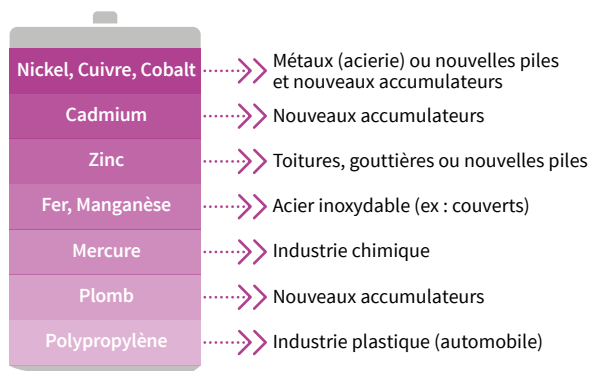 Nickel, Cuivre, Cobalt
Métaux (acierie) ou nouvelles piles
et nouveaux accumulateurs
Cadmium
Nouveaux accumulateurs
Zinc
Toitures, gouttières ou nouvelles piles
Fer, Manganèse
Acier inoxydable (ex : couverts)
Mercure
Industrie chimique
Plomb
Nouveaux accumulateurs
Polypropylène
Industrie plastique (automobile)